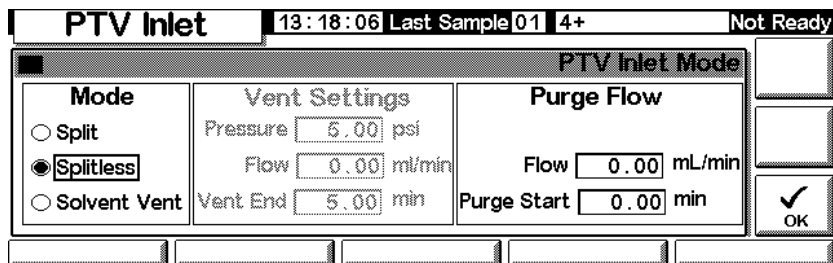 PTV Inlet 13:18:06 Last Sample 01 4+ Not Ready
PTV Inlet Mode
Mode
Split
Splitless
Solvent Vent
Vent Settings
Pressure 5.00 psi
Flow 0.00 ml/min
Vent End 5.00 min
Purge Flow
Flow 0.00 mL/min
Purge Start 0.00 min
OK